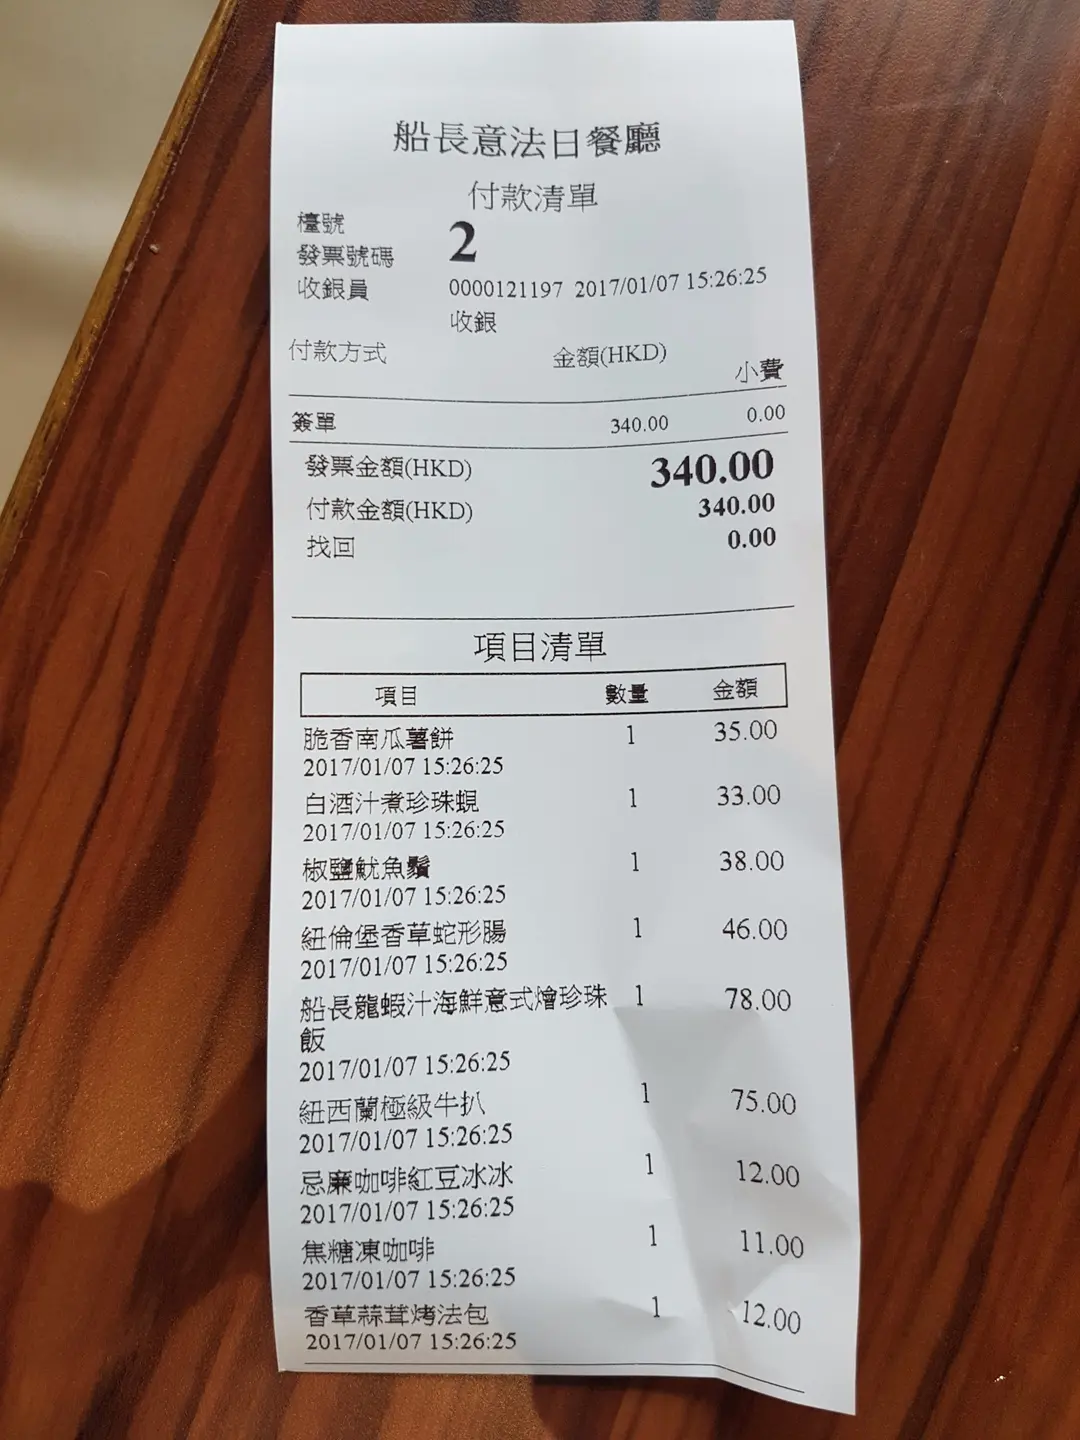 船長意法日餐廳
付款清單
檯號 2
發票號碼 0000121197 2017/01/07 15:26:25
收銀員 收銀
付款方式 金額(HKD) 小費
簽單 340.00 0.00
發票金額(HKD) 340.00
付款金額(HKD) 340.00
找回 0.00
項目清單
項目 數量 金額
脆香南瓜薯餅 1 35.00
2017/01/07 15:26:25
白酒汁煮珍珠蜆 1 33.00
2017/01/07 15:26:25
椒鹽魷魚鬚 1 38.00
2017/01/07 15:26:25
紐倫堡香草蛇形腸 1 46.00
2017/01/07 15:26:25
船長龍蝦汁海鮮意式燴珍珠 1 78.00
飯
2017/01/07 15:26:25
紐西蘭極級牛扒 1 75.00
2017/01/07 15:26:25
忌廉咖啡紅豆冰冰 1 12.00
2017/01/07 15:26:25
焦糖凍咖啡 1 11.00
2017/01/07 15:26:25
香草蒜茸烤法包 1 12.00
2017/01/07 15:26:25